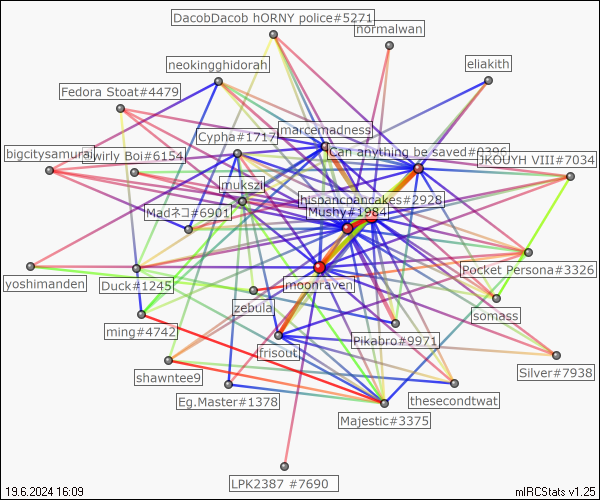 DacobDacob hORNY police#5271
normalwan
neokingghidorah
eliakith
Fedora Stoat#4479
Cypha#1717
marcemadness
bigcitysamurai
Swirly Boi#6154
Can anything be saved#0396
JKOUYH VIII#7034
mukszi
hispancpancakes#2928
Madネコ#6901
Mushy#1984
yoshimanden
Duck#1245
moonraven
Pocket Persona#3326
zebula
somass
ming#4742
frisout
Pikabro#9971
shawntee9
Silver#7938
Eg.Master#1378
thesecondtwat
Majestic#3375
LPK2387 #7690
19.6.2024 16:09
mIRCStats v1.25